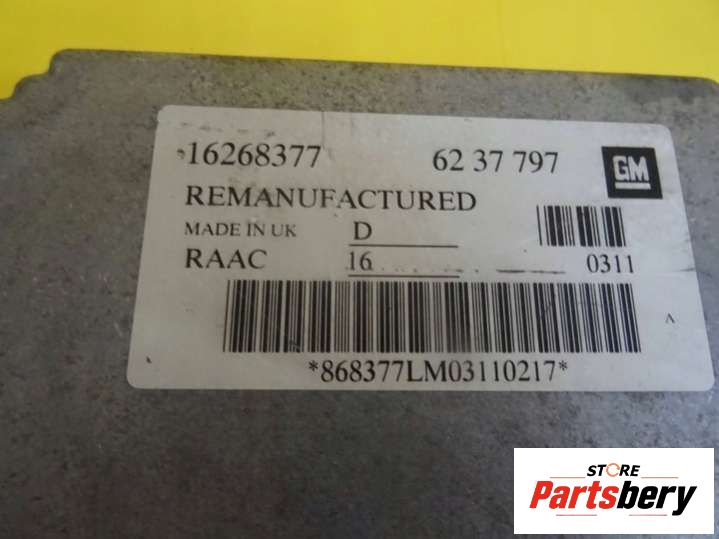 16268377 62 37 797 GM
REMANUFACTURED
MADE IN UK D
RAAC 16 0311
*868377LM03110217*
STORE
Partsbery